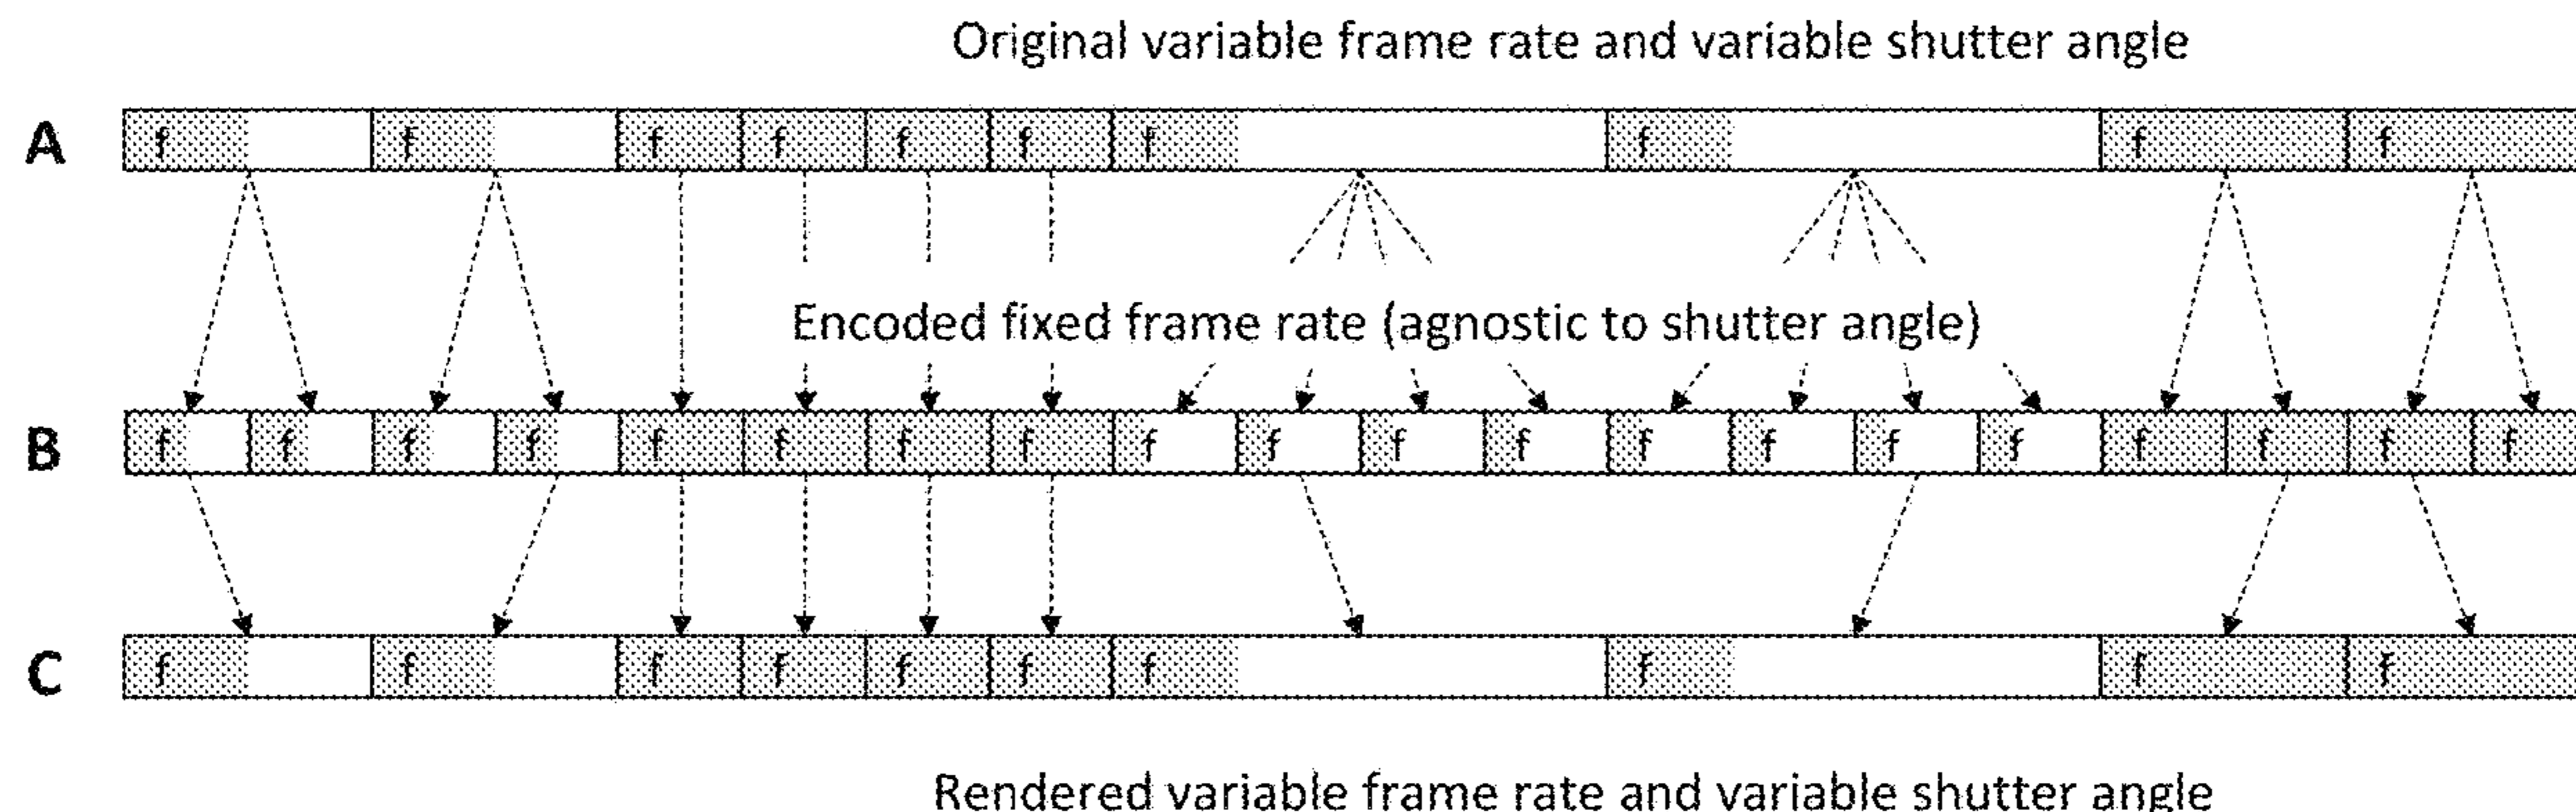 Original variable frame rate and variable shutter angle
A f f f f f f f f f f
Encoded fixed frame rate (agnostic to shutter angle)
B f f f f f f f f f f f f f f f f f f f f
C f f f f f f f f f f
Rendered variable frame rate and variable shutter angle